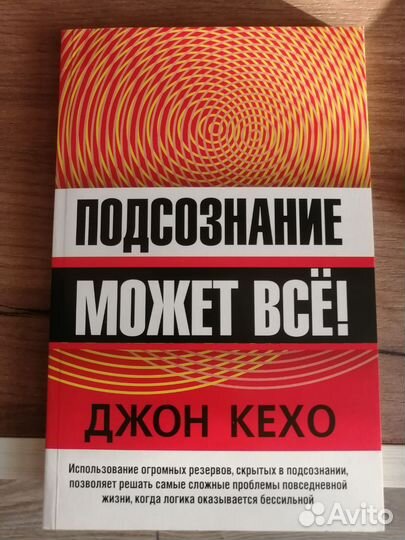 ПОДСОЗНАНИЕ
МОЖЕТ ВСЁ!
ДЖОН КЕХО
Использование огромных резервов, скрытых в подсознании,
позволяет решать самые сложные проблемы повседневной
жизни, когда логика оказывается бессильной
Avito